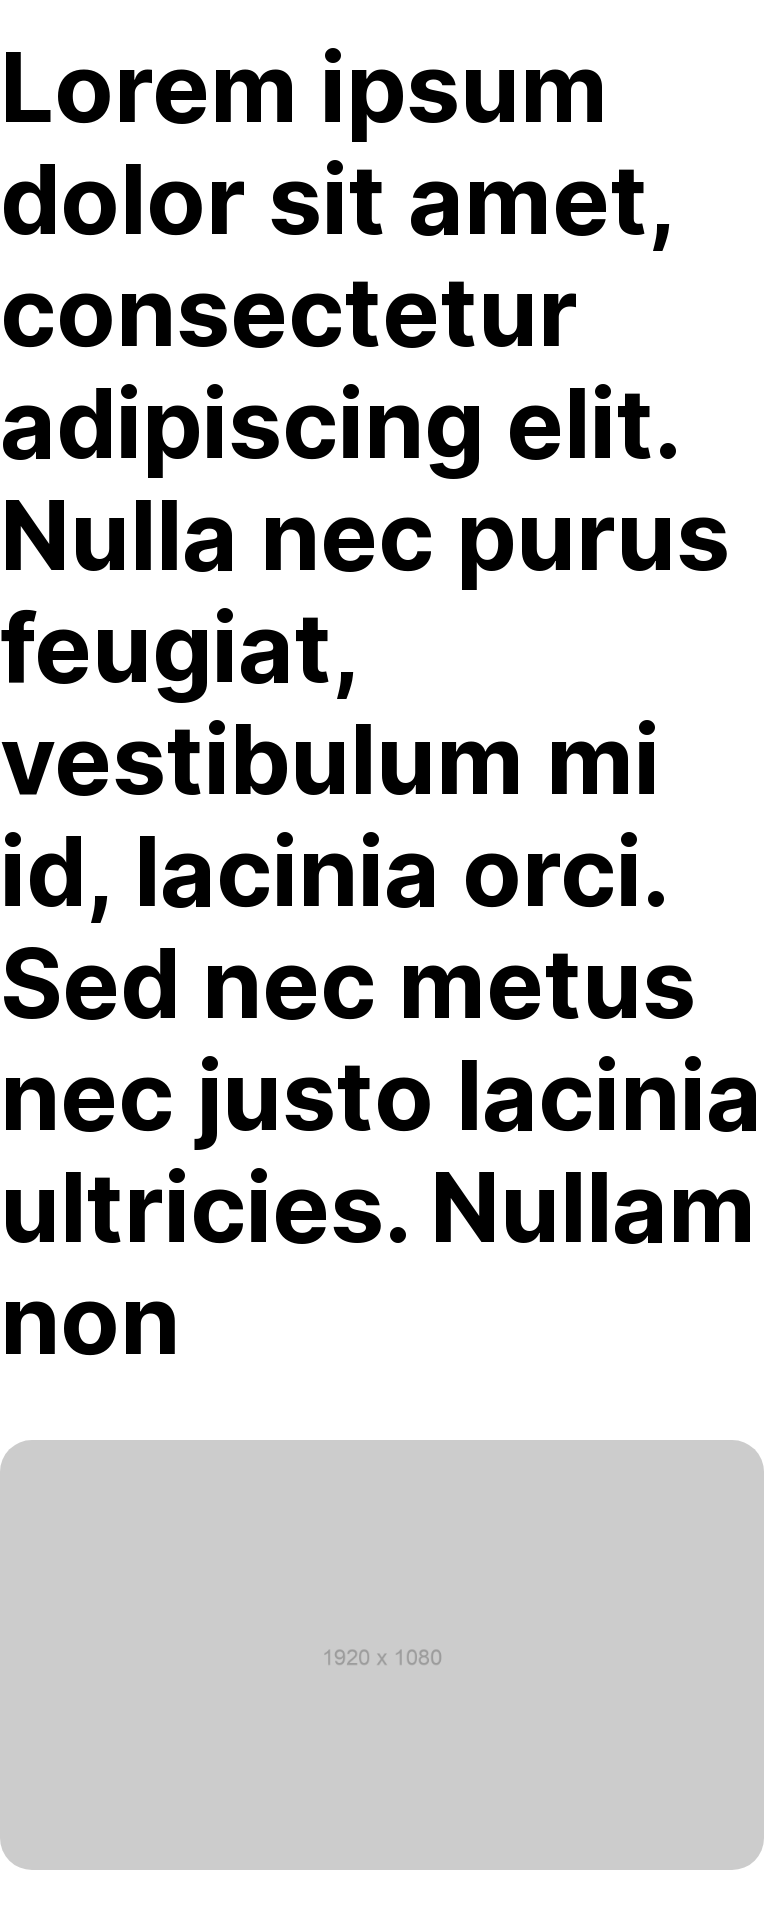 Lorem ipsum
dolor sit amet,
consectetur
adipiscing elit.
Nulla nec purus
feugiat,
vestibulum mi
id, lacinia orci.
Sed nec metus
nec justo lacinia
ultricies. Nullam
non
1920 x 1080